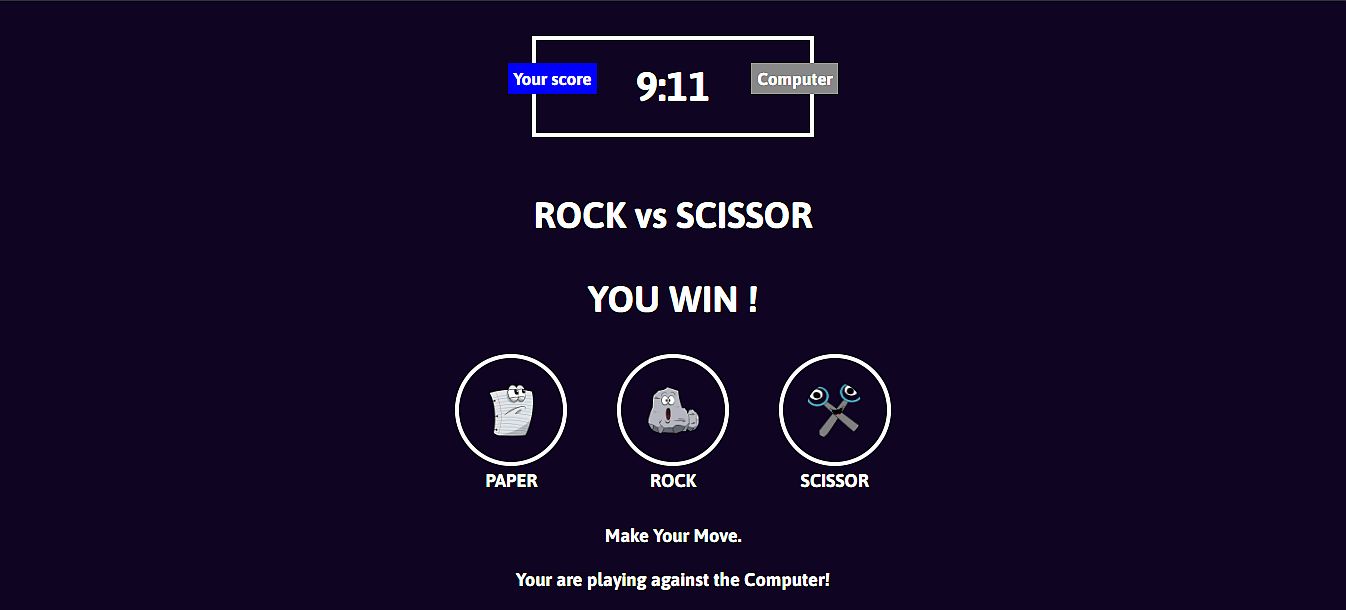 Your score 9:11 Computer
ROCK vs SCISSOR
YOU WIN !
PAPER ROCK SCISSOR
Make Your Move.
Your are playing against the Computer!